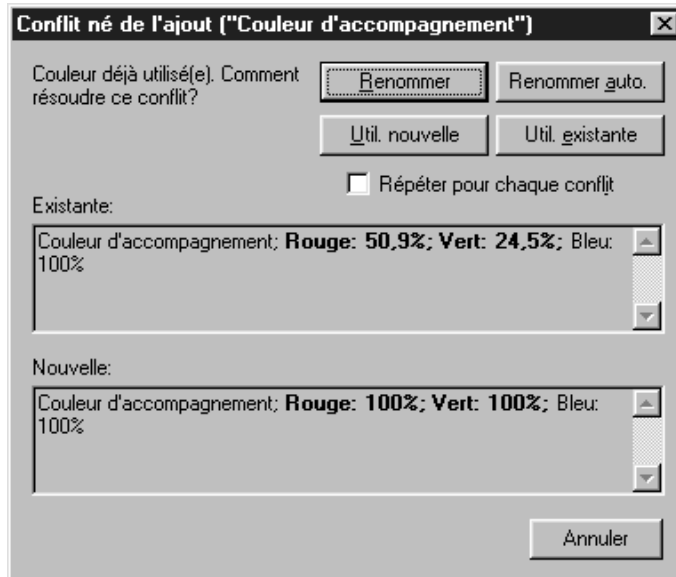 Conflit né de l'ajout ("Couleur d'accompagnement")
Couleur déjà utilisé(e). Comment
résoudre ce conflit?
Renommer
Renommer auto.
Util. nouvelle
Util. existante
Répéter pour chaque conflit
Existante:
Couleur d'accompagnement; Rouge: 50,9%; Vert: 24,5%; Bleu:
100%
Nouvelle:
Couleur d'accompagnement; Rouge: 100%; Vert: 100%; Bleu:
100%
Annuler